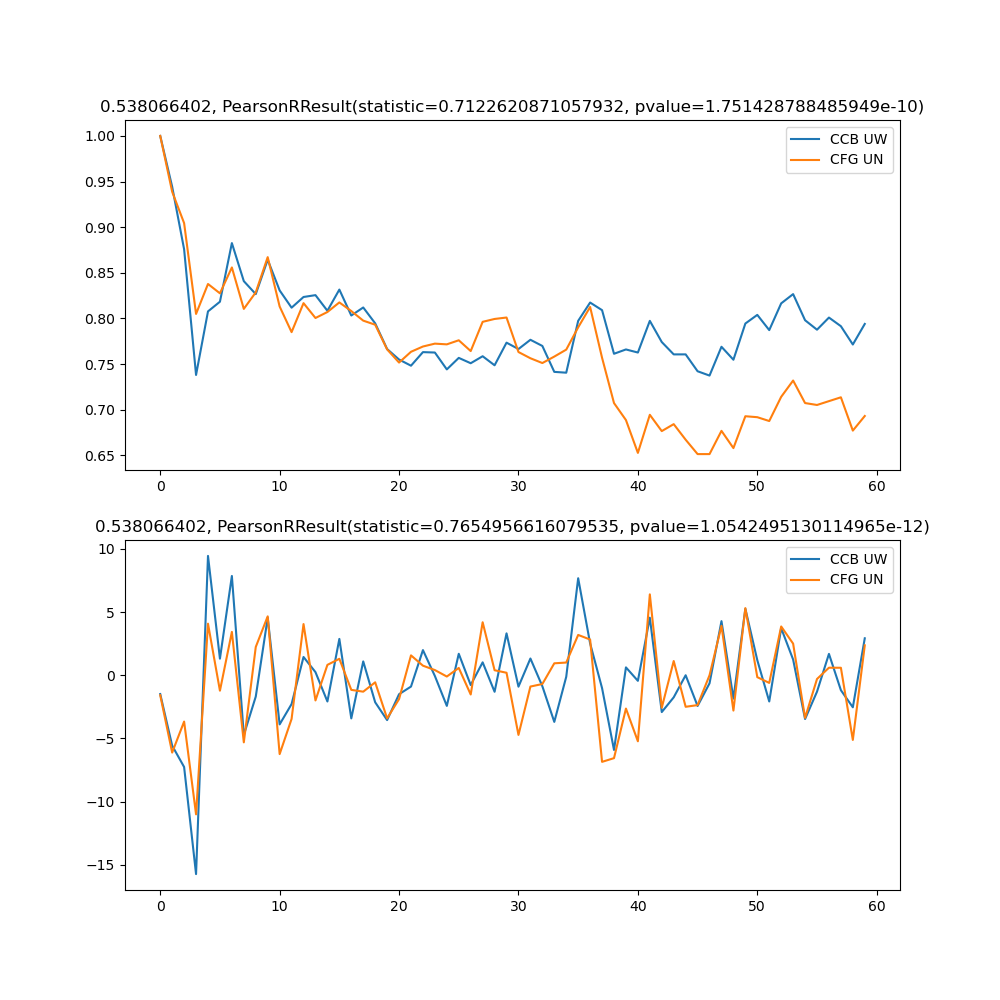 0.538066402, PearsonRResult(statistic=0.7122620871057932, pvalue=1.751428788485949e-10)
CCB UW
CFG UN
1.00
0.95
0.90
0.85
0.80
0.75
0.70
0.65
0 10 20 30 40 50 60
0.538066402, PearsonRResult(statistic=0.7654956616079535, pvalue=1.0542495130114965e-12)
CCB UW
CFG UN
10
5
0
−5
−10
−15
0 10 20 30 40 50 60